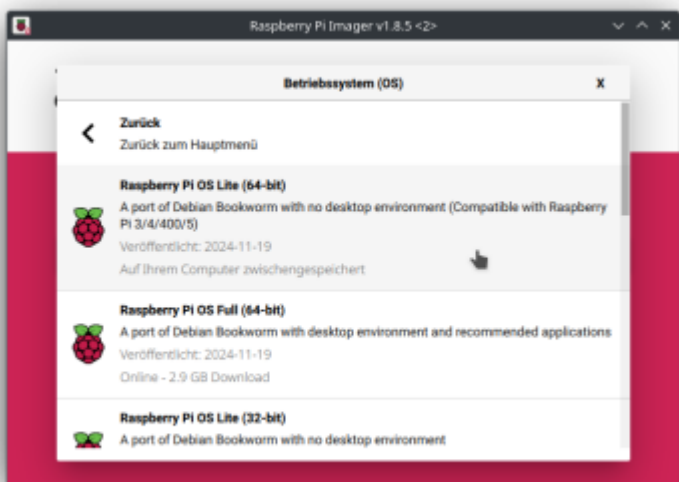 Raspberry Pi Imager v1.8.5 <2>
Betriebssystem (OS)
X
Zurück
Zurück zum Hauptmenü
Raspberry Pi OS Lite (64-bit)
A port of Debian Bookworm with no desktop environment (Compatible with Raspberry
Pi 3/4/400/5)
Veröffentlicht: 2024-11-19
Auf Ihrem Computer zwischengespeichert
Raspberry Pi OS Full (64-bit)
A port of Debian Bookworm with desktop environment and recommended applications
Veröffentlicht: 2024-11-19
Online - 2.9 GB Download
Raspberry Pi OS Lite (32-bit)
A port of Debian Bookworm with no desktop environment